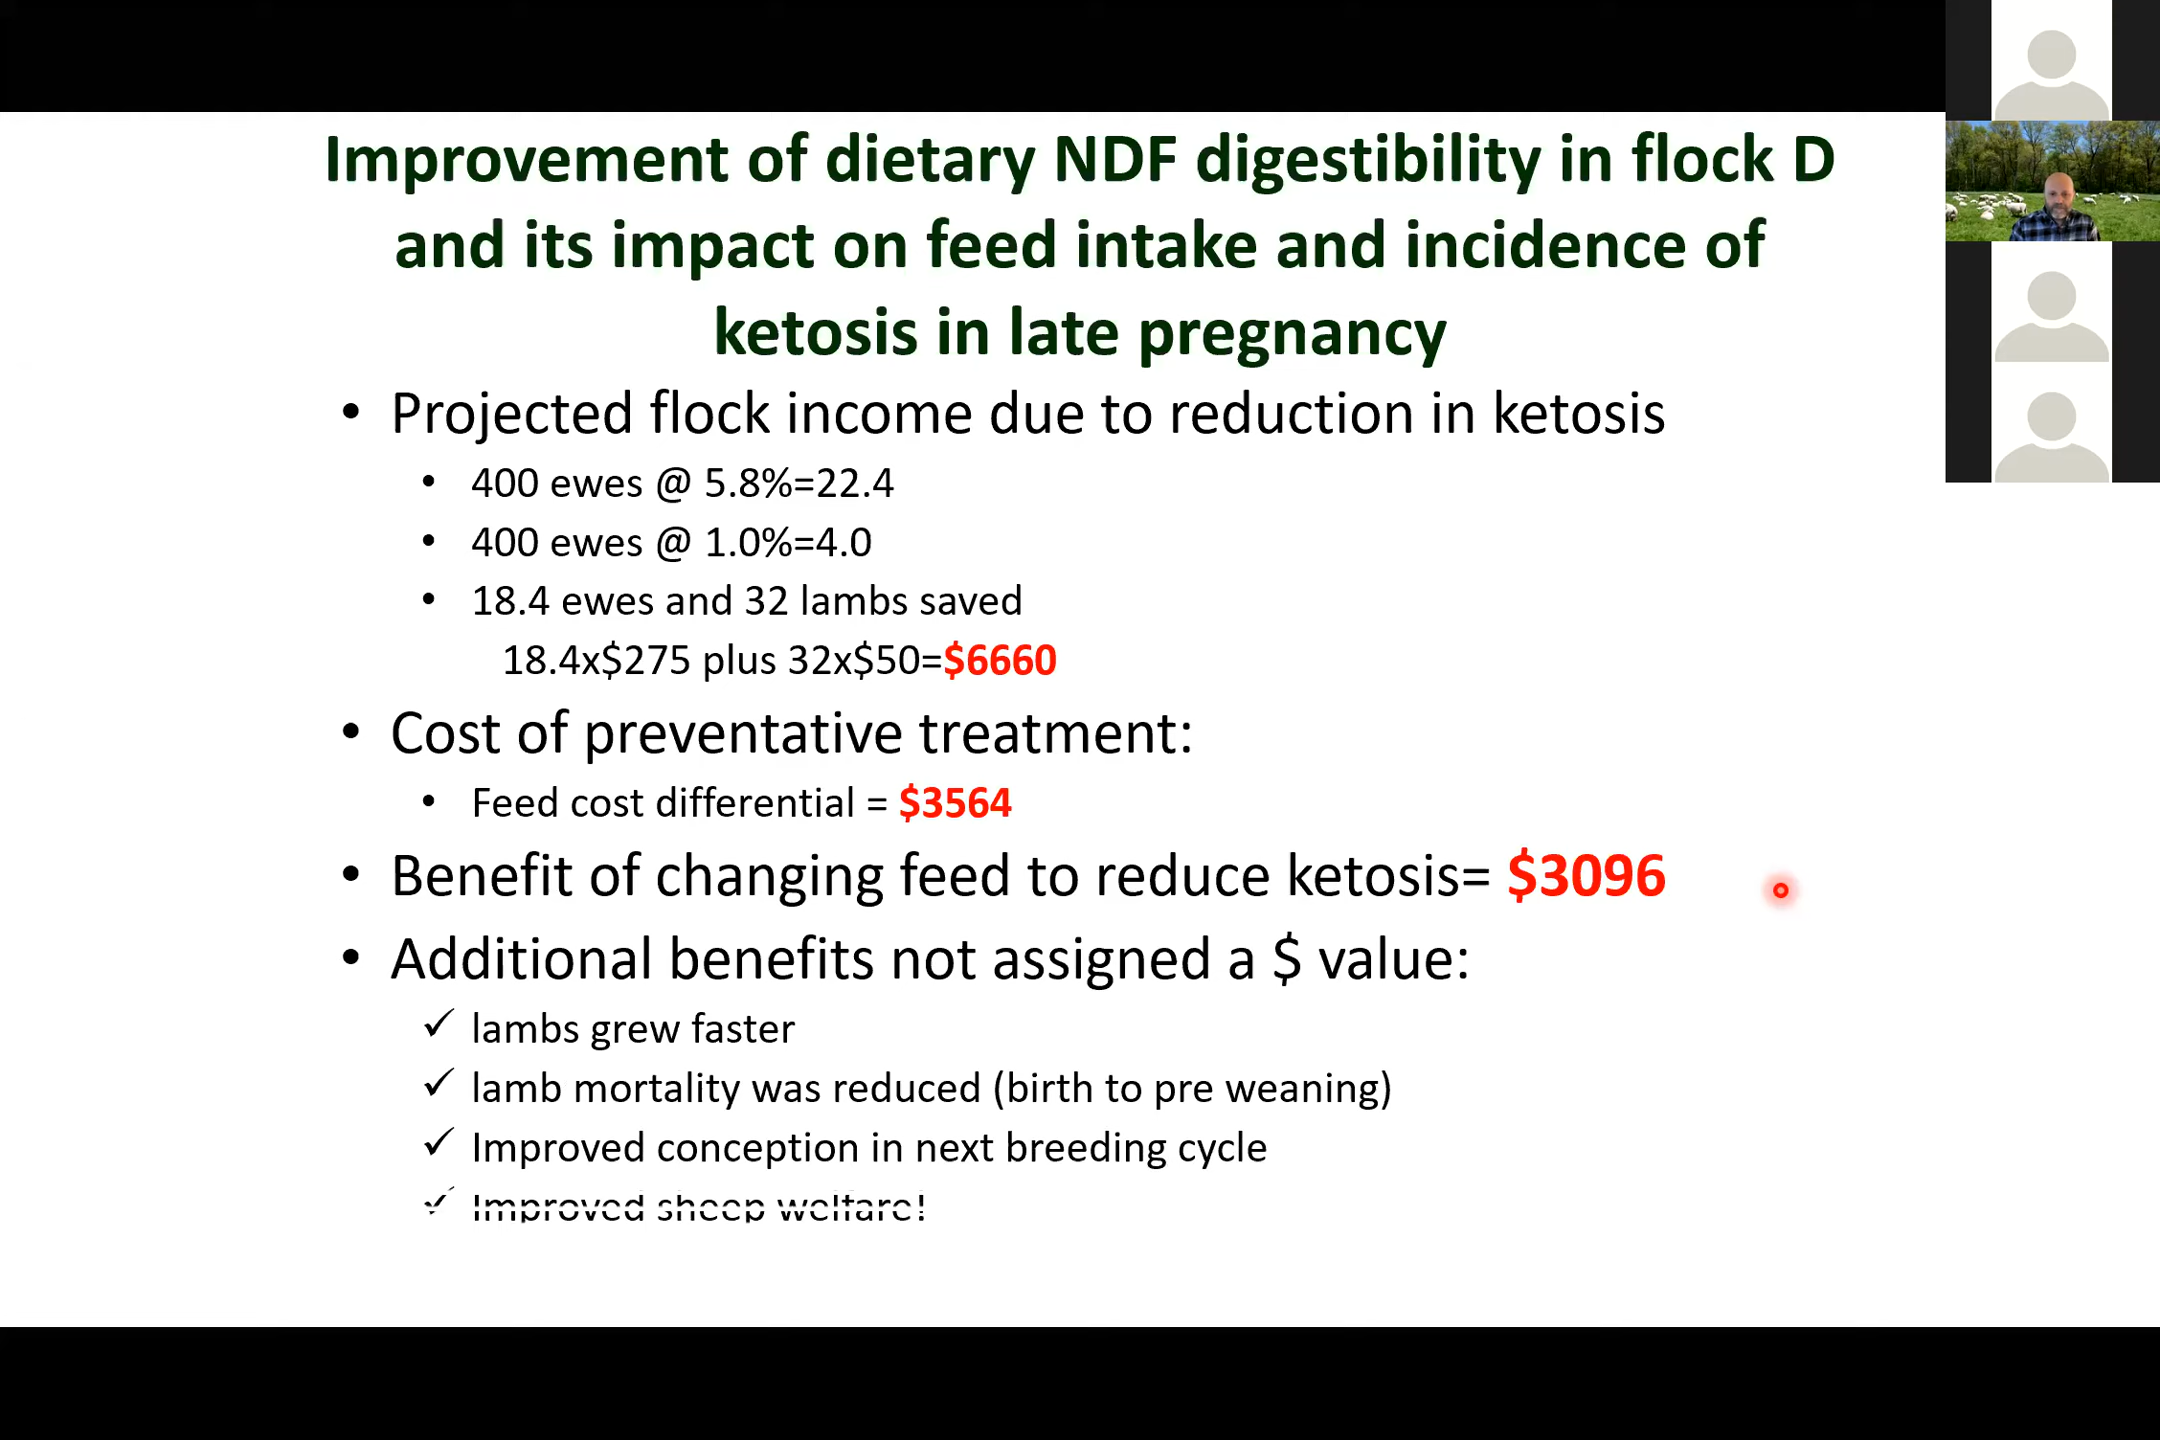 Improvement of dietary NDF digestibility in flock D
and its impact on feed intake and incidence of
ketosis in late pregnancy
• Projected flock income due to reduction in ketosis
• 400 ewes @ 5.8%=22.4
• 400 ewes @ 1.0%=4.0
• 18.4 ewes and 32 lambs saved
18.4x$275 plus 32x$50=$6660
• Cost of preventative treatment:
• Feed cost differential = $3564
• Benefit of changing feed to reduce ketosis= $3096
• Additional benefits not assigned a $ value:
✓ lambs grew faster
✓ lamb mortality was reduced (birth to pre weaning)
✓ Improved conception in next breeding cycle
✓ Improved sheep welfare!